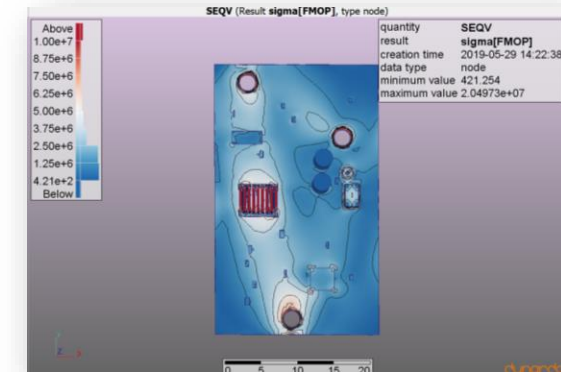 SEQV (Result sigma[FMOP], type node)
Above
1.00e+7
8.75e+6
7.50e+6
6.25e+6
5.00e+6
3.75e+6
2.50e+6
1.25e+6
4.21e+2
Below
quantity SEQV
result sigma[FMOP]
creation time 2019-05-29 14:22:38
data type node
minimum value 421.254
maximum value 2.04973e+07
z
0 5 10 15 20